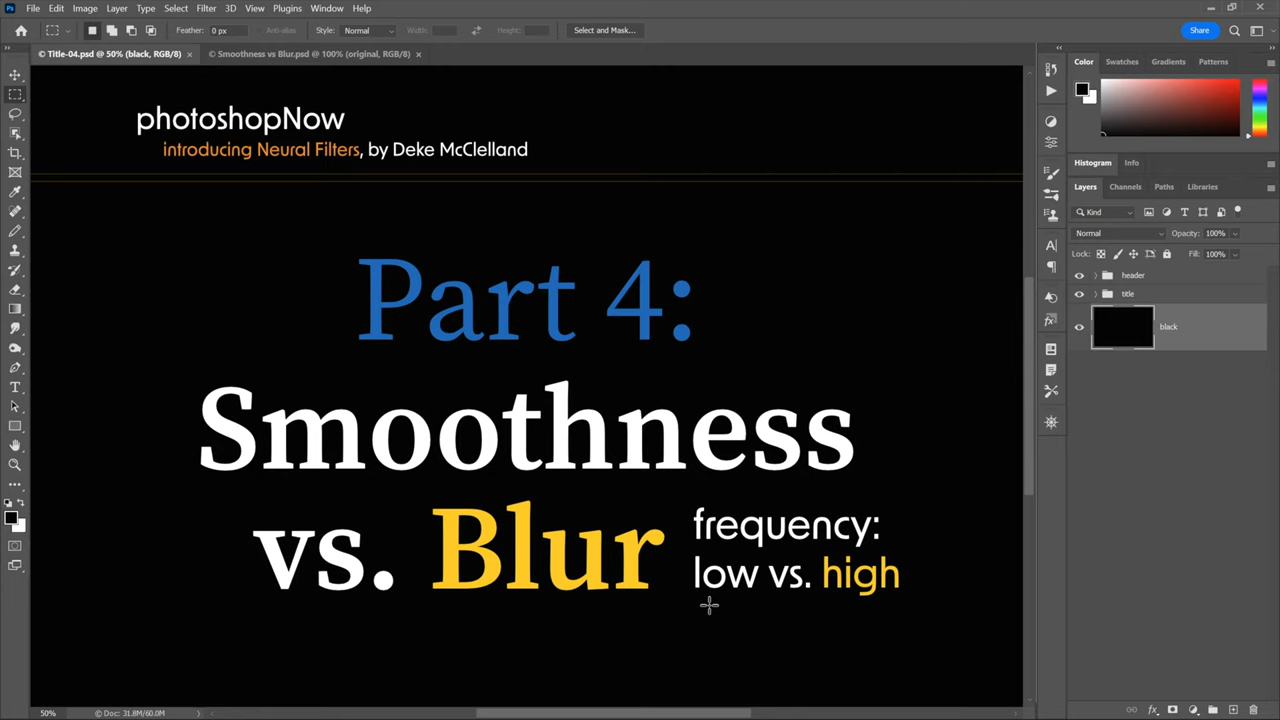 Ps File Edit Image Layer Type Select Filter 3D View Plugins Window Help
Feather: 0 px Anti-alias Style: Normal Width: Height: Select and Mask... Share
© Title-04.psd @ 50% (black, RGB/8) × © Smoothness vs Blur.psd @ 100% (original, RGB/8) ×
Color Swatches Gradients Patterns
photoshopNow
introducing Neural Filters, by Deke McClelland
Histogram Info
Layers Channels Paths Libraries
Kind
Normal Opacity: 100%
Lock: Fill: 100%
header
title
black
Part 4:
Smoothness
vs. Blur
frequency:
low vs. high
50% © Doc: 31.8M/60.0M